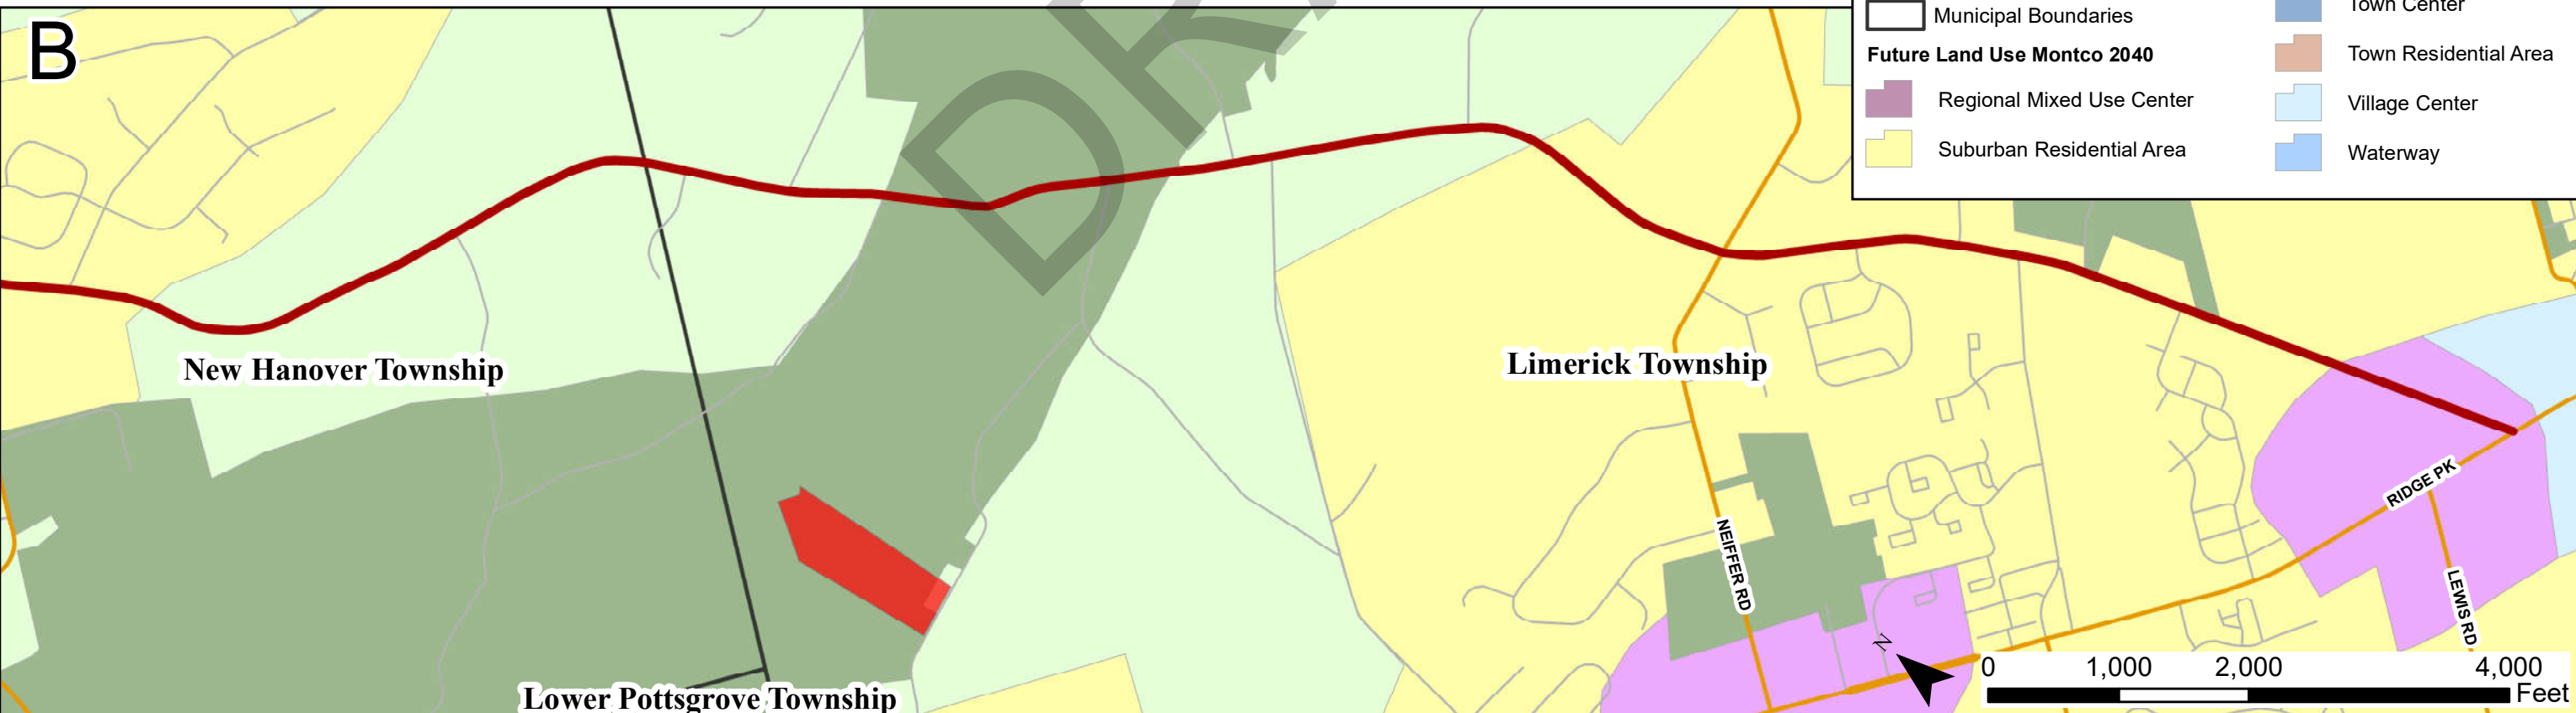 B
Municipal Boundaries
Future Land Use Montco 2040
Regional Mixed Use Center
Suburban Residential Area
Town Center
Town Residential Area
Village Center
Waterway
New Hanover Township
Limerick Township
Lower Pottsgrove Township
NEIFFER RD
RIDGE PK
LEWIS RD
N
0 1,000 2,000 4,000
Feet